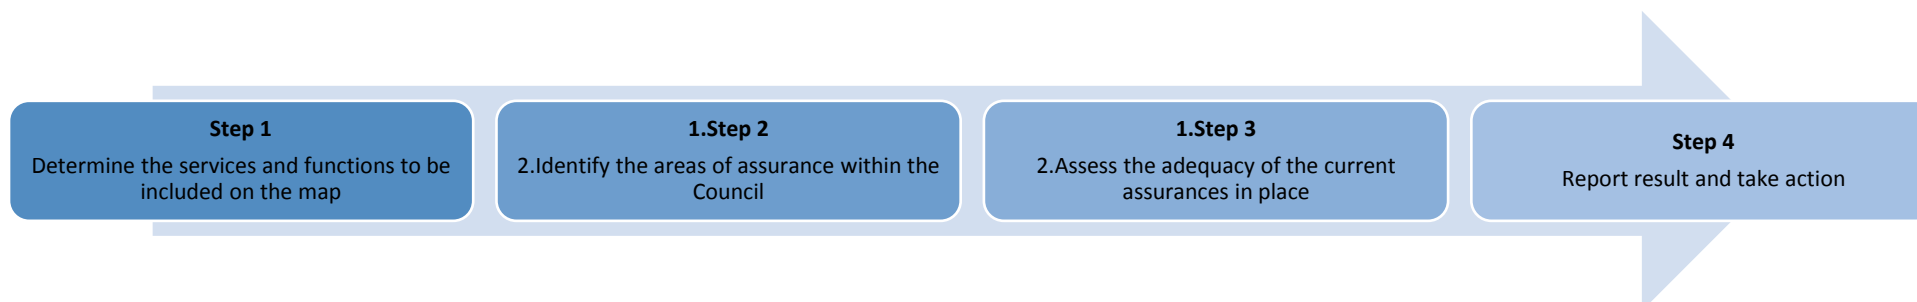 Step 1
Determine the services and functions to be
included on the map
1.Step 2
2.Identify the areas of assurance within the
Council
1.Step 3
2.Assess the adequacy of the current
assurances in place
Step 4
Report result and take action